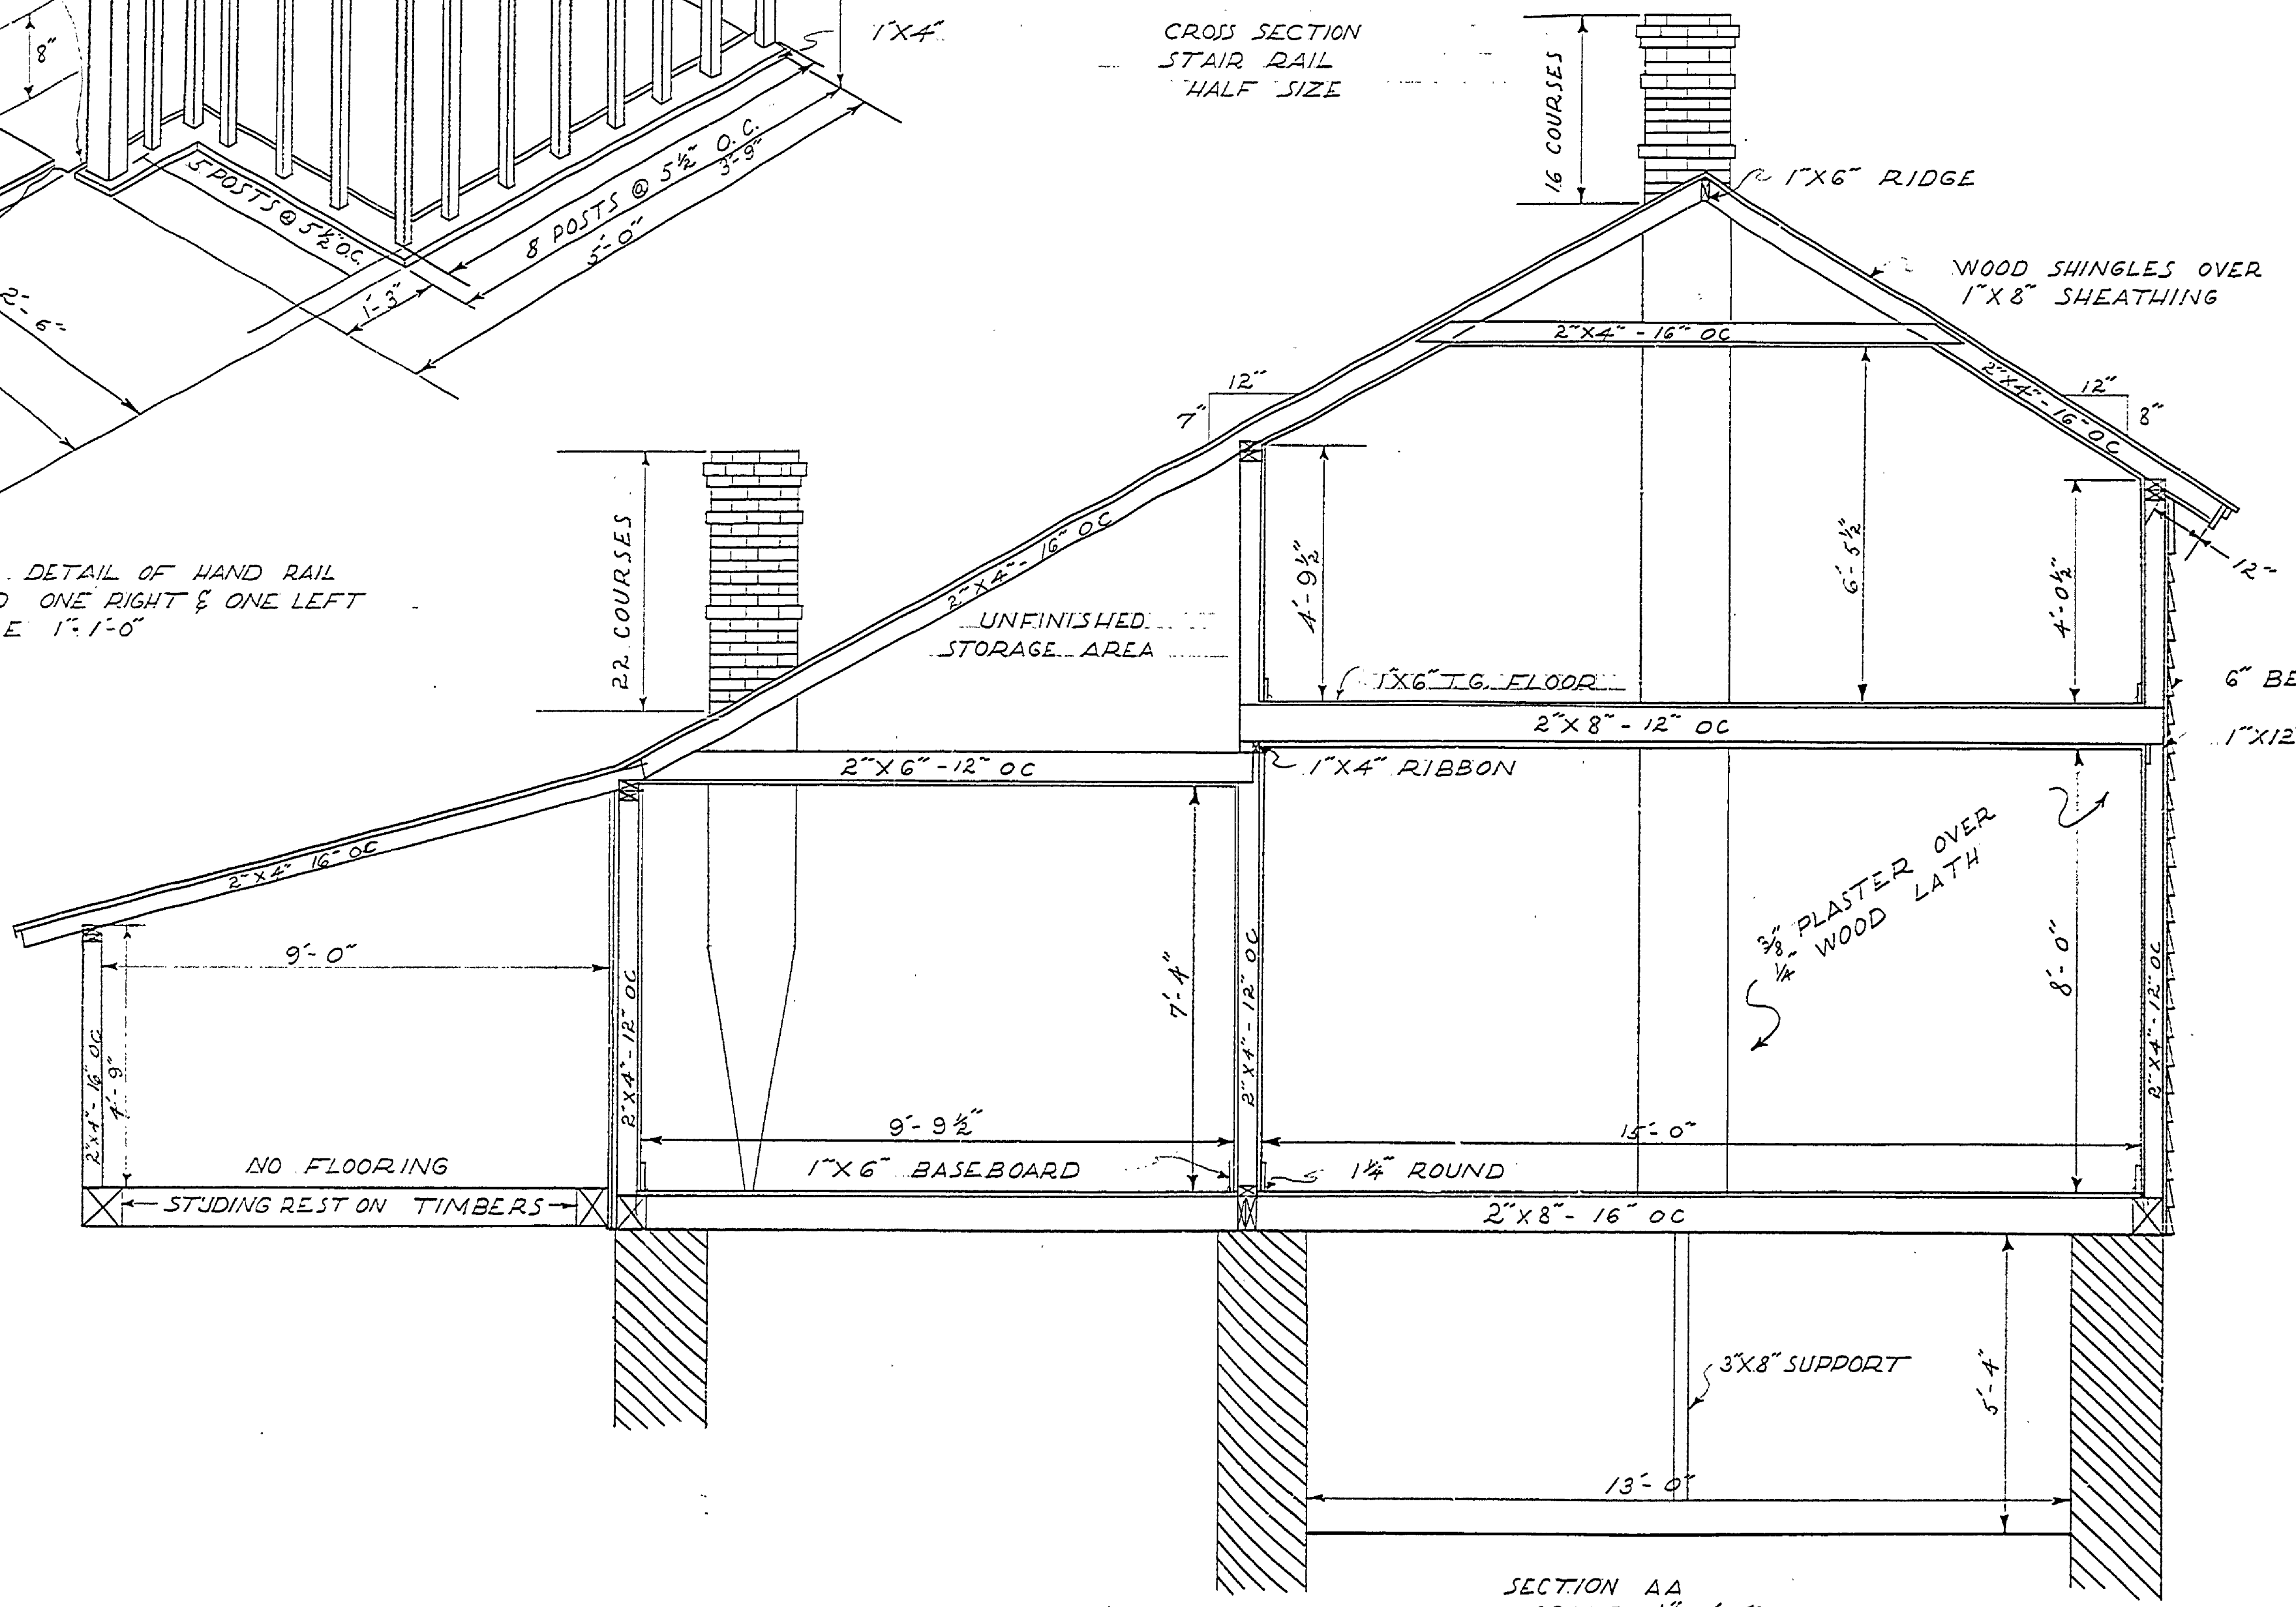 8"
1"X4"
5 POSTS @ 5½" O.C.
8 POSTS @ 5½" O.C.
3'-9"
5'-0"
1'-3"
2'-6"
CROSS SECTION
STAIR RAIL
HALF SIZE
16 COURSES
1"X6" RIDGE
WOOD SHINGLES OVER
1"X8" SHEATHING
2"X4" - 16" OC
12"
7"
2"X4"-16" OC
12"
8"
12"
DETAIL OF HAND RAIL
ONE RIGHT & ONE LEFT
1"=1'-0"
22 COURSES
2"X4"- 16" OC
UNFINISHED
STORAGE AREA
4'-9½"
6'-5½"
4'-0½"
1"X6" T.G. FLOOR
2"X8" - 12" OC
6" BE
1"X12
2"X6" - 12" OC
1"X4" RIBBON
2"X4" 16" OC
3/8" PLASTER OVER
1/4" WOOD LATH
9'-0"
7'-4"
8'-0"
2"X4" - 16" OC
4'-9"
2"X4" - 12" OC
2"X4" - 12" OC
2"X4" - 12" OC
9'-9½"
15'-0"
NO FLOORING
1"X6" BASEBOARD
1¼" ROUND
STUDING REST ON TIMBERS
2"X8" - 16" OC
3"X8" SUPPORT
5'-4"
13'-0"
SECTION AA